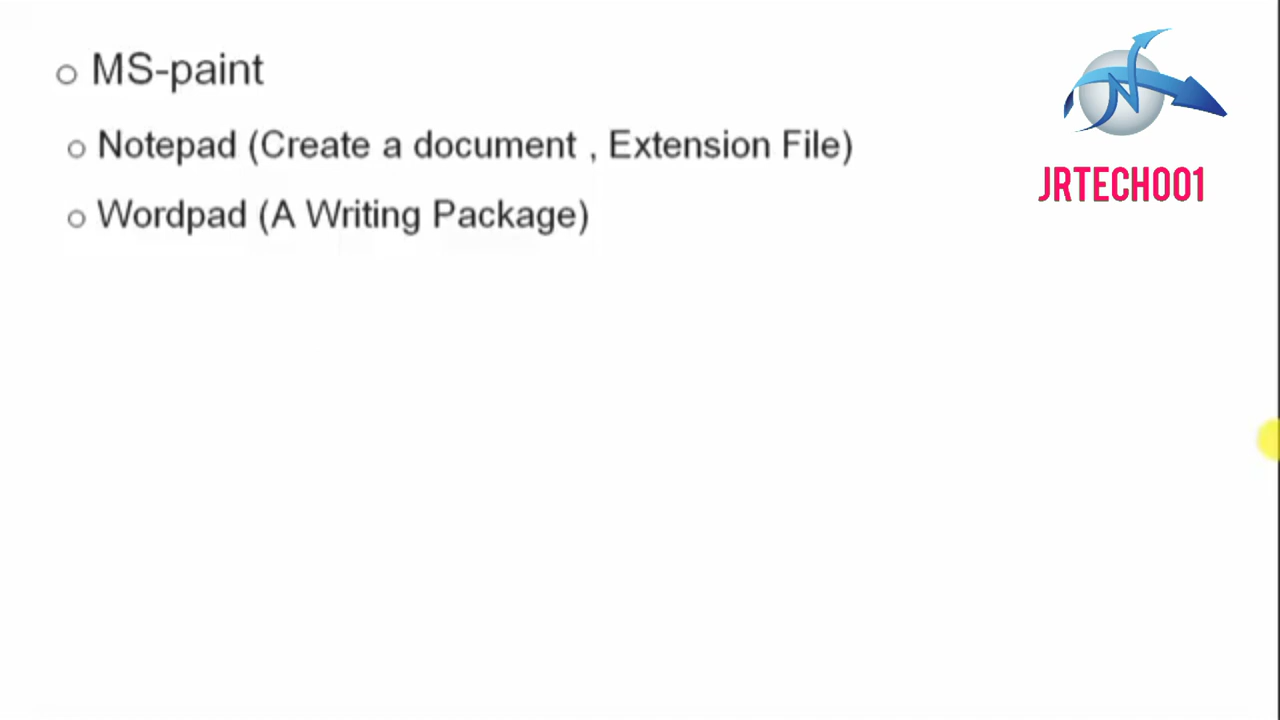 MS-paint
Notepad (Create a document , Extension File)
Wordpad (A Writing Package)
N
JRTECH001